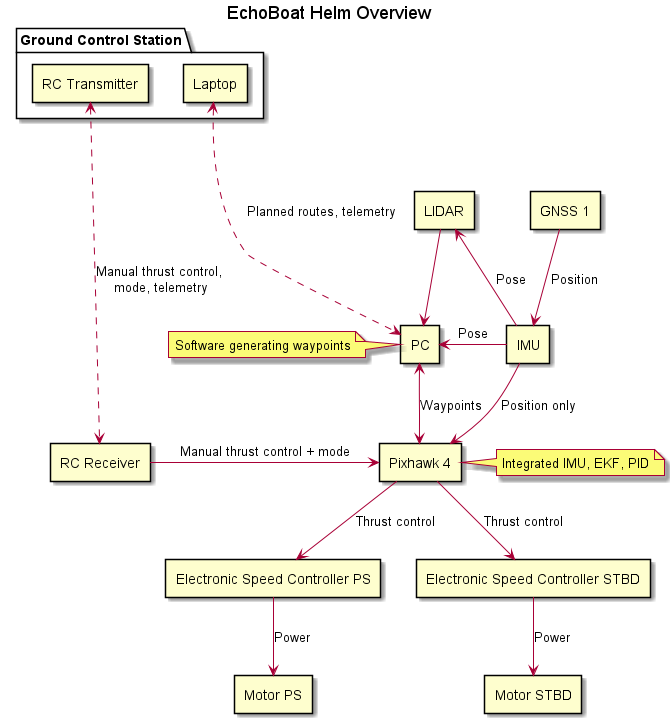 EchoBoat Helm Overview
Ground Control Station
RC Transmitter
Laptop
Planned routes, telemetry
LIDAR
GNSS 1
Manual thrust control,
mode, telemetry
Pose
Position
Software generating waypoints
PC
Pose
IMU
Waypoints
Position only
RC Receiver
Manual thrust control + mode
Pixhawk 4
Integrated IMU, EKF, PID
Thrust control
Thrust control
Electronic Speed Controller PS
Electronic Speed Controller STBD
Power
Power
Motor PS
Motor STBD